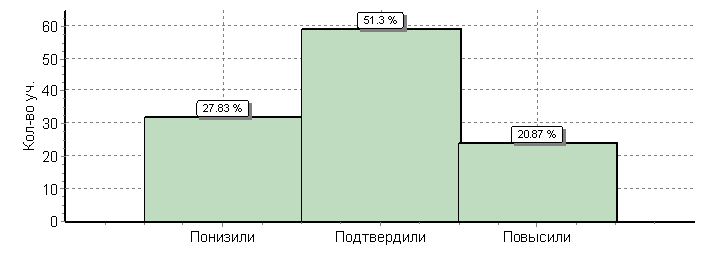 Кол-во уч.
60
50
40
30
20
10
0
27.83 %
51.3 %
20.87 %
Понизили
Подтвердили
Повысили